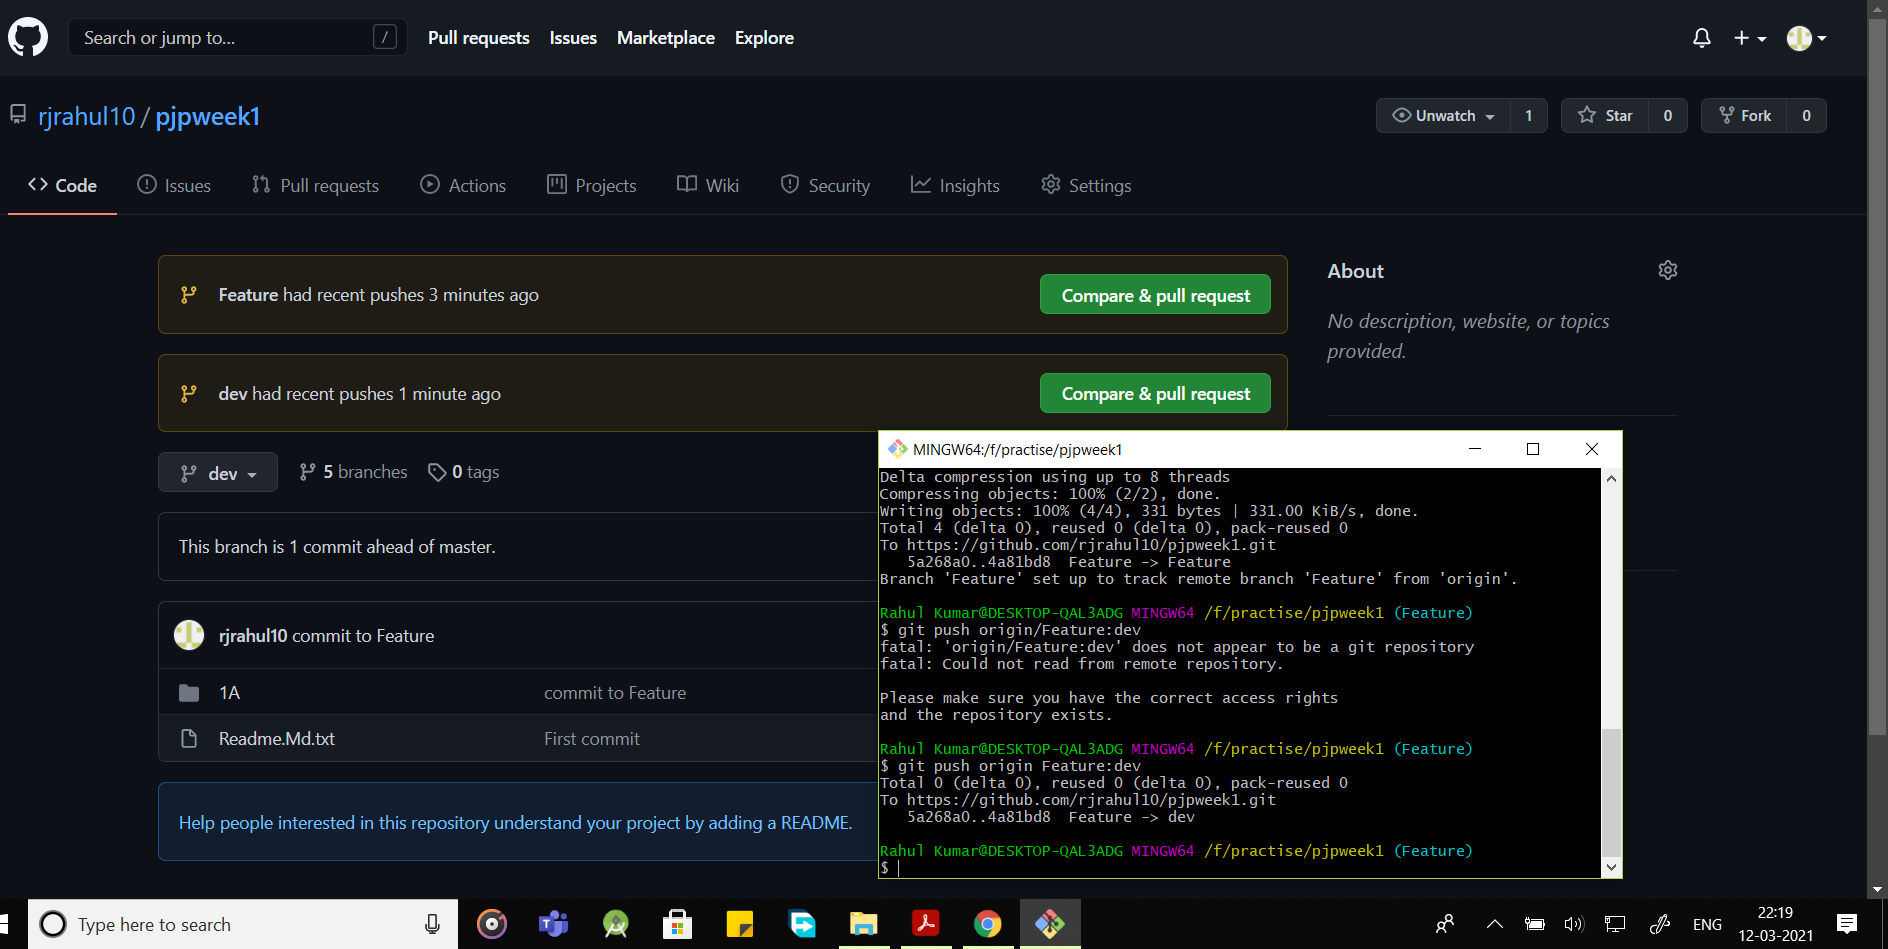 Search or jump to...
/
Pull requests
Issues
Marketplace
Explore
rjrahul10 / pjpweek1
Unwatch 1
Star 0
Fork 0
Code
Issues
Pull requests
Actions
Projects
Wiki
Security
Insights
Settings
Feature had recent pushes 3 minutes ago
Compare & pull request
dev had recent pushes 1 minute ago
Compare & pull request
About
No description, website, or topics
provided.
dev
5 branches
0 tags
This branch is 1 commit ahead of master.
rjrahul10 commit to Feature
1A
commit to Feature
Readme.Md.txt
First commit
Help people interested in this repository understand your project by adding a README.
MINGW64:/f/practise/pjpweek1
Delta compression using up to 8 threads
Compressing objects: 100% (2/2), done.
Writing objects: 100% (4/4), 331 bytes | 331.00 KiB/s, done.
Total 4 (delta 0), reused 0 (delta 0), pack-reused 0
To https://github.com/rjrahul10/pjpweek1.git
5a268a0..4a81bd8  Feature -> Feature
Branch 'Feature' set up to track remote branch 'Feature' from 'origin'.
Rahul Kumar@DESKTOP-QAL3ADG MINGW64 /f/practise/pjpweek1 (Feature)
$ git push origin/Feature:dev
fatal: 'origin/Feature:dev' does not appear to be a git repository
fatal: Could not read from remote repository.
Please make sure you have the correct access rights
and the repository exists.
Rahul Kumar@DESKTOP-QAL3ADG MINGW64 /f/practise/pjpweek1 (Feature)
$ git push origin Feature:dev
Total 0 (delta 0), reused 0 (delta 0), pack-reused 0
To https://github.com/rjrahul10/pjpweek1.git
5a268a0..4a81bd8  Feature -> dev
Rahul Kumar@DESKTOP-QAL3ADG MINGW64 /f/practise/pjpweek1 (Feature)
$
Type here to search
ENG
22:19
12-03-2021